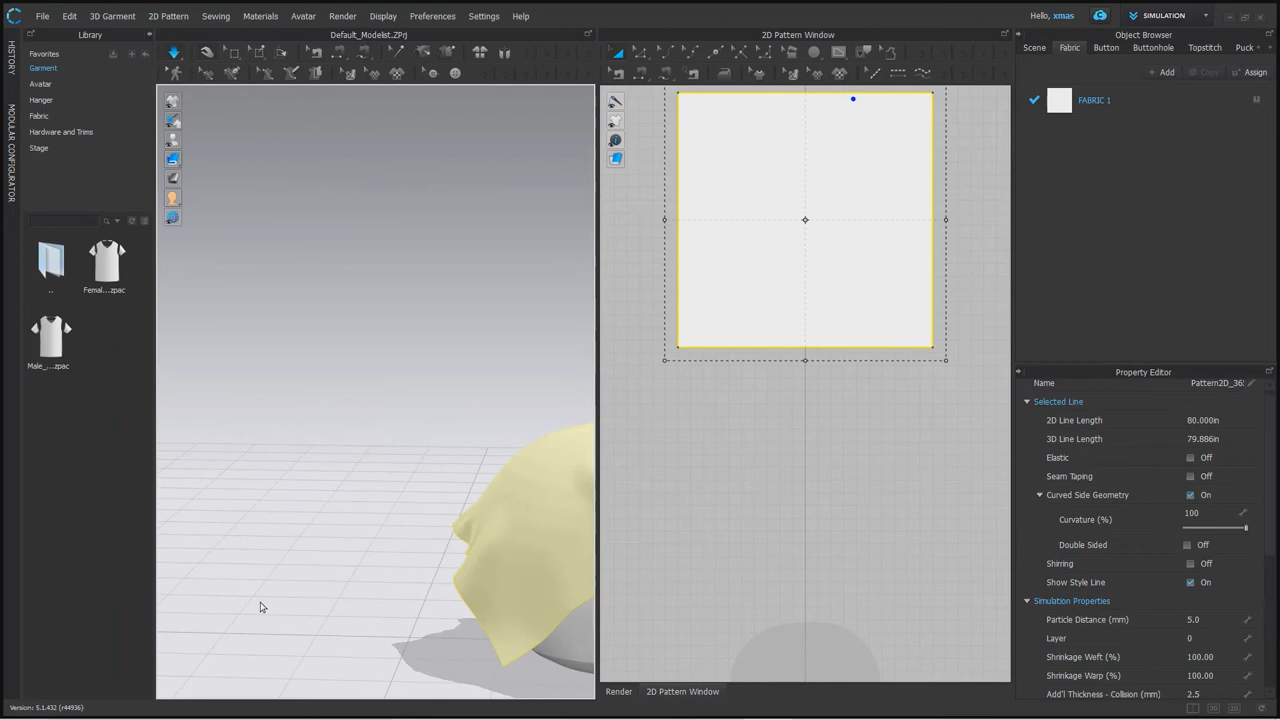 File Edit 3D Garment 2D Pattern Sewing Materials Avatar Render Display Preferences Settings Help
Hello, xmas
SIMULATION
HISTORY
MODULAR CONFIGURATOR
Library
Favorites
Garment
Avatar
Hanger
Fabric
Hardware and Trims
Stage
..
Femal...zpac
Male_...zpac
Default_Modelist.ZPrj
2D Pattern Window
Render
2D Pattern Window
Object Browser
Scene Fabric Button Buttonhole Topstitch Puck
Add Copy Assign
FABRIC 1
Property Editor
Name Pattern2D_36
Selected Line
2D Line Length 80.000in
3D Line Length 79.886in
Elastic Off
Seam Taping Off
Curved Side Geometry On
Curvature (%) 100
Double Sided Off
Shirring Off
Show Style Line On
Simulation Properties
Particle Distance (mm) 5.0
Layer 0
Shrinkage Weft (%) 100.00
Shrinkage Warp (%) 100.00
Add'l Thickness - Collision (mm) 2.5
Version: 5.1.432 (r44936)
3D
2D